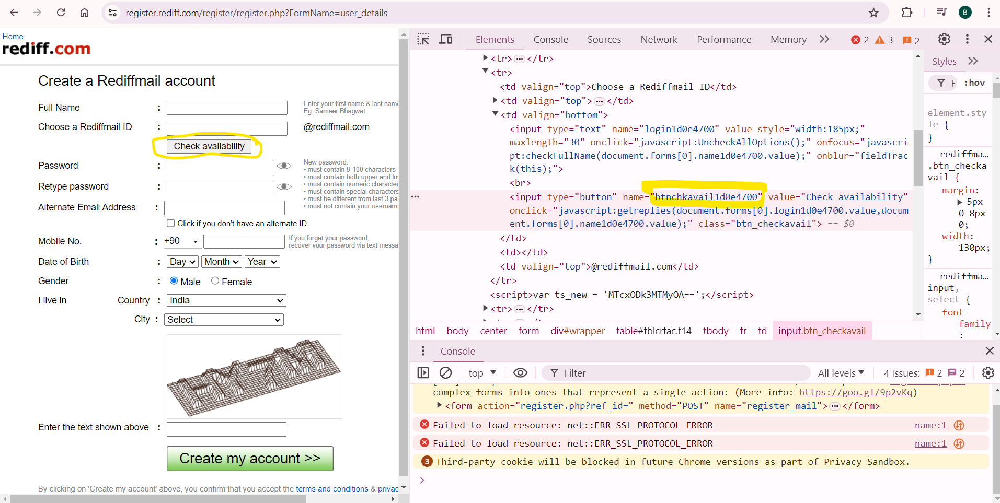 register.rediff.com/register/register.php?FormName=user_details
B
Home
rediff.com
Create a Rediffmail account
Full Name :
Enter your first name & last name
Eg. Sameer Bhagwat
Choose a Rediffmail ID : @rediffmail.com
Check availability
Password :
New password:
• must contain 8-100 characters
• must contain both upper and low
• must contain numeric character
• must contain special characters
• must be different from last 3 pa
• must not contain your username
Retype password :
Alternate Email Address :
Click if you don't have an alternate ID
Mobile No. : +90
If you forget your password,
recover your password via text messa
Date of Birth : Day Month Year
Gender : Male Female
I live in Country : India
City : Select
Enter the text shown above :
Create my account >>
By clicking on 'Create my account' above, you confirm that you accept the terms and conditions & privac
Elements Console Sources Network Performance Memory 2 3 2
<tr> ••• </tr>
<tr>
<td valign="top">Choose a Rediffmail ID</td>
<td valign="top"> ••• </td>
<td valign="bottom">
<input type="text" name="login1d0e4700" value style="width:185px;"
maxlength="30" onclick="javascript:UncheckAllOptions();" onfocus="javascri
pt:checkFullName(document.forms[0].name1d0e4700.value);" onblur="fieldTrac
k(this);">
<br>
<input type="button" name="btnchkavail1d0e4700" value="Check availability"
onclick="javascript:getreplies(document.forms[0].login1d0e4700.value,docum
ent.forms[0].name1d0e4700.value);" class="btn_checkavail"> == $0
</td>
<td></td>
<td valign="top">@rediffmail.com</td>
</tr>
<script>var ts_new = 'MTcxODk3MTMyOA==';</script>
<tr> ••• </tr>
html body center form div#wrapper table#tblcrtac.f14 tbody tr td input.btn_checkavail
Styles
F :hov
element.sty
le {
}
rediffma…
.btn_checka
vail {
margin:
5px
0 8px
0;
width:
130px;
}
rediffma…
input,
select {
font-
family
:
Console
top Filter All levels 4 Issues: 2 2
complex forms into ones that represent a single action: (More info: https://goo.gl/9p2vKq)
<form action="register.php?ref_id=" method="POST" name="register_mail"> ••• </form>
Failed to load resource: net::ERR_SSL_PROTOCOL_ERROR name:1
Failed to load resource: net::ERR_SSL_PROTOCOL_ERROR name:1
3 Third-party cookie will be blocked in future Chrome versions as part of Privacy Sandbox.